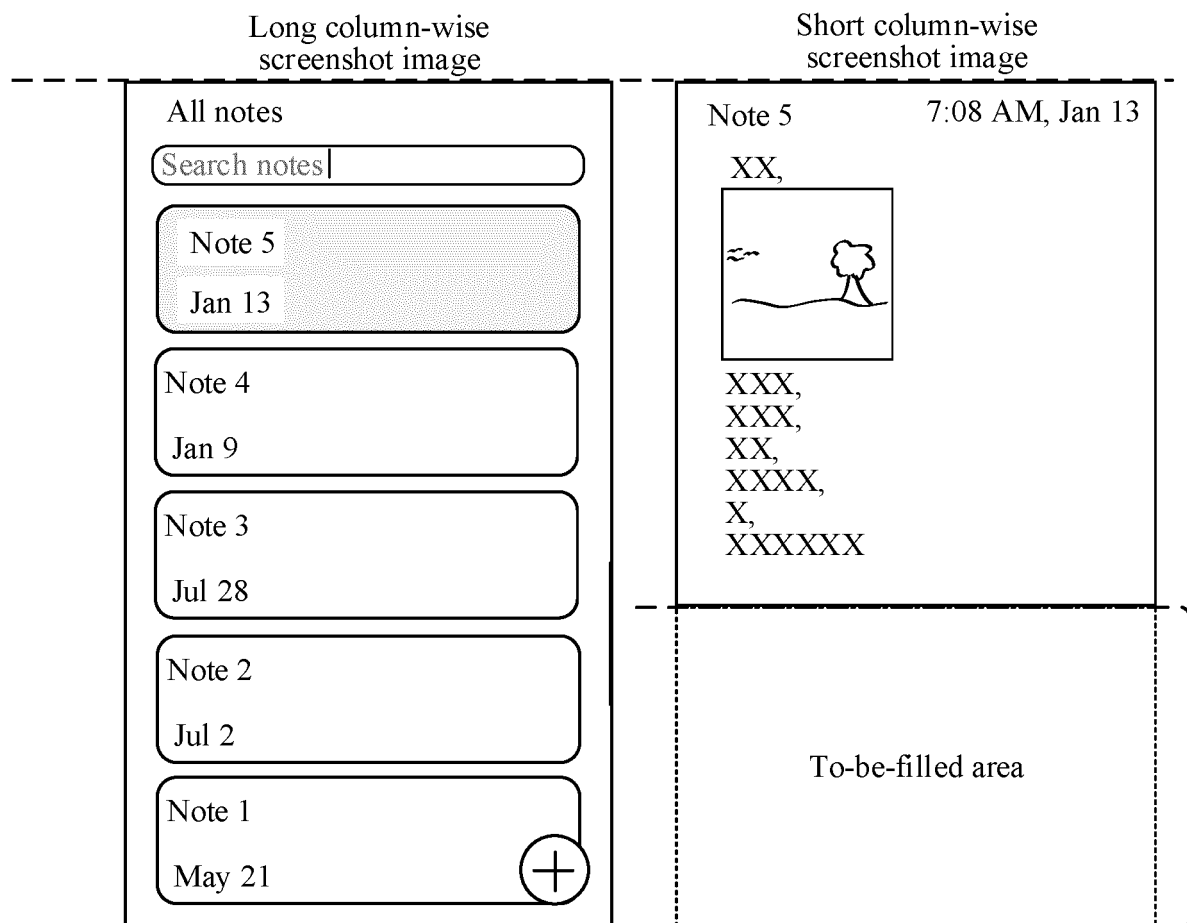 Long column-wise
screenshot image
All notes
Search notes
Note 5
Jan 13
Note 4
Jan 9
Note 3
Jul 28
Note 2
Jul 2
Note 1
May 21
Short column-wise
screenshot image
Note 5
7:08 AM, Jan 13
XX,
XXX,
XXX,
XX,
XXXX,
X,
XXXXXX
To-be-filled area